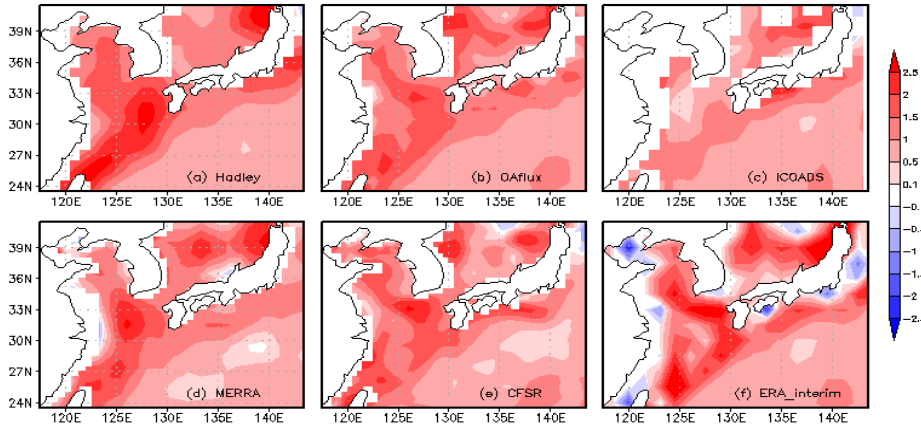 39N
36N
33N
30N
27N
24N
(a) Hadley
(b) OAflux
(c) ICOADS
120E 125E 130E 135E 140E
120E 125E 130E 135E 140E
120E 125E 130E 135E 140E
39N
36N
33N
30N
27N
24N
(d) MERRA
(e) CFSR
(f) ERA_interim
120E 125E 130E 135E 140E
120E 125E 130E 135E 140E
120E 125E 130E 135E 140E
2.5
2
1.5
1
0.5
0.1